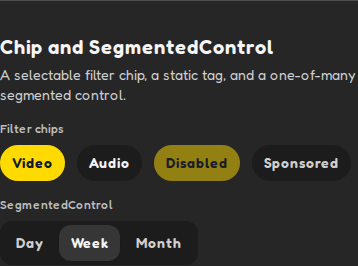 Chip and SegmentedControl
A selectable filter chip, a static tag, and a one-of-many
segmented control.
Filter chips
Video Audio Disabled Sponsored
SegmentedControl
Day Week Month